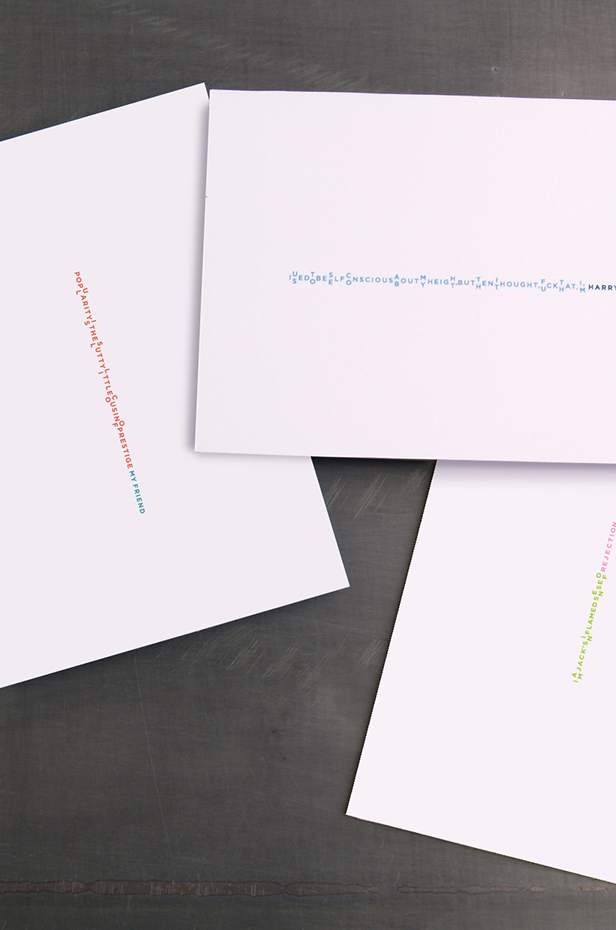 POPULARITY IS THE SLUTTY LITTLE COUSIN OF PRESTIGE MY FRIEND
I USED TO BE SELF CONSCIOUS ABOUT MY HEIGHT, BUT THEN I THOUGHT, FUCK THAT, I'M HARRY
I AM JACK'S INFLAMED SENSE OF REJECTION